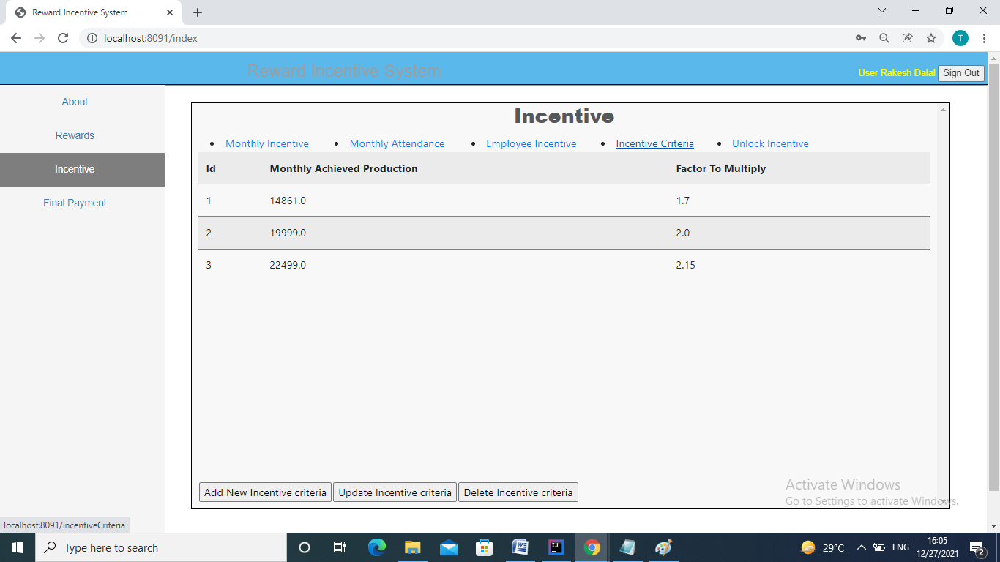 Reward Incentive System
localhost:8091/index
T
Reward Incentive System
User Rakesh Dalal Sign Out
About
Rewards
Incentive
Final Payment
Incentive
• Monthly Incentive • Monthly Attendance • Employee Incentive • Incentive Criteria • Unlock Incentive
Id Monthly Achieved Production Factor To Multiply
1 14861.0 1.7
2 19999.0 2.0
3 22499.0 2.15
Add New Incentive criteria Update Incentive criteria Delete Incentive criteria
Activate Windows
Go to Settings to activate Windows.
localhost:8091/incentiveCriteria
Type here to search
29°C ENG 16:05
12/27/2021 2